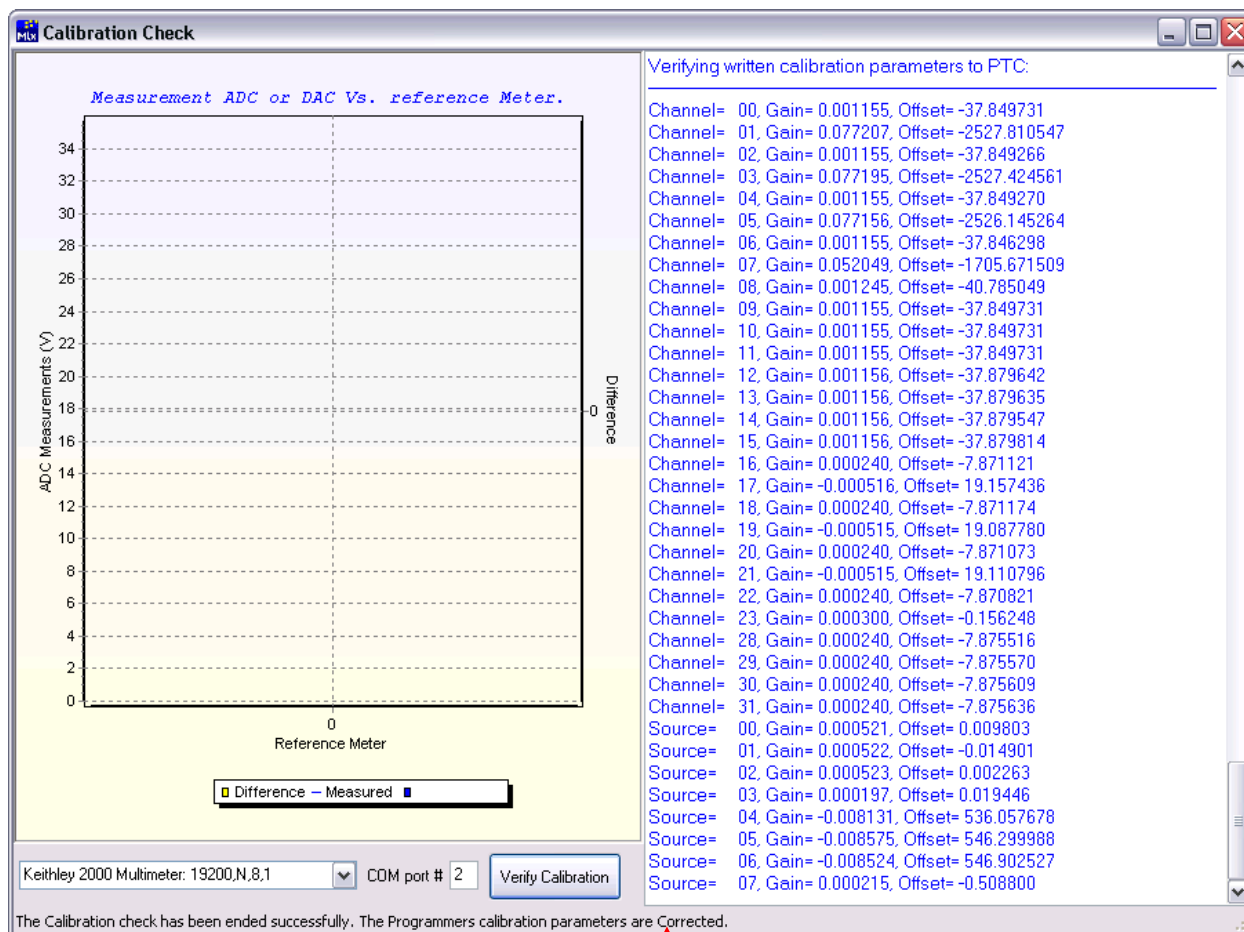 Mlx Calibration Check
Measurement ADC or DAC Vs. reference Meter.
34
32
30
28
26
24
22
20
18
16
14
12
10
8
6
4
2
0
ADC Measurements (V)
0
Difference
0
Reference Meter
Difference Measured
Keithley 2000 Multimeter: 19200,N,8,1
COM port # 2
Verify Calibration
Verifying written calibration parameters to PTC:
Channel= 00, Gain= 0.001155, Offset= -37.849731
Channel= 01, Gain= 0.077207, Offset= -2527.810547
Channel= 02, Gain= 0.001155, Offset= -37.849266
Channel= 03, Gain= 0.077195, Offset= -2527.424561
Channel= 04, Gain= 0.001155, Offset= -37.849270
Channel= 05, Gain= 0.077156, Offset= -2526.145264
Channel= 06, Gain= 0.001155, Offset= -37.846298
Channel= 07, Gain= 0.052049, Offset= -1705.671509
Channel= 08, Gain= 0.001245, Offset= -40.785049
Channel= 09, Gain= 0.001155, Offset= -37.849731
Channel= 10, Gain= 0.001155, Offset= -37.849731
Channel= 11, Gain= 0.001155, Offset= -37.849731
Channel= 12, Gain= 0.001156, Offset= -37.879642
Channel= 13, Gain= 0.001156, Offset= -37.879635
Channel= 14, Gain= 0.001156, Offset= -37.879547
Channel= 15, Gain= 0.001156, Offset= -37.879814
Channel= 16, Gain= 0.000240, Offset= -7.871121
Channel= 17, Gain= -0.000516, Offset= 19.157436
Channel= 18, Gain= 0.000240, Offset= -7.871174
Channel= 19, Gain= -0.000515, Offset= 19.087780
Channel= 20, Gain= 0.000240, Offset= -7.871073
Channel= 21, Gain= -0.000515, Offset= 19.110796
Channel= 22, Gain= 0.000240, Offset= -7.870821
Channel= 23, Gain= 0.000300, Offset= -0.156248
Channel= 28, Gain= 0.000240, Offset= -7.875516
Channel= 29, Gain= 0.000240, Offset= -7.875570
Channel= 30, Gain= 0.000240, Offset= -7.875609
Channel= 31, Gain= 0.000240, Offset= -7.875636
Source= 00, Gain= 0.000521, Offset= 0.009803
Source= 01, Gain= 0.000522, Offset= -0.014901
Source= 02, Gain= 0.000523, Offset= 0.002263
Source= 03, Gain= 0.000197, Offset= 0.019446
Source= 04, Gain= -0.008131, Offset= 536.057678
Source= 05, Gain= -0.008575, Offset= 546.299988
Source= 06, Gain= -0.008524, Offset= 546.902527
Source= 07, Gain= 0.000215, Offset= -0.508800
The Calibration check has been ended successfully. The Programmers calibration parameters are Corrected.